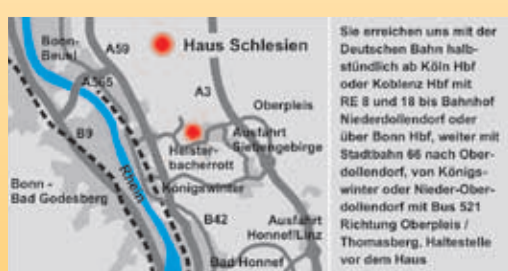 Bonn-
Beuel
A59
Haus Schlesien
A565
A3
Oberpleis
B9
Heister-
bacherrott
Ausfahrt
Siebengebirge
Rhein
Königswinter
Bonn -
Bad Godesberg
B42
Ausfahrt
Honnef/Linz
Bad Honnef
Sie erreichen uns mit der
Deutschen Bahn halb-
stündlich ab Köln Hbf
oder Koblenz Hbf mit
RE 8 und 18 bis Bahnhof
Niederdollendorf oder
über Bonn Hbf, weiter mit
Stadtbahn 66 nach Ober-
dollendorf, von Königs-
winter oder Nieder-Ober-
dollendorf mit Bus 521
Richtung Oberpleis /
Thomasberg, Haltestelle
vor dem Haus